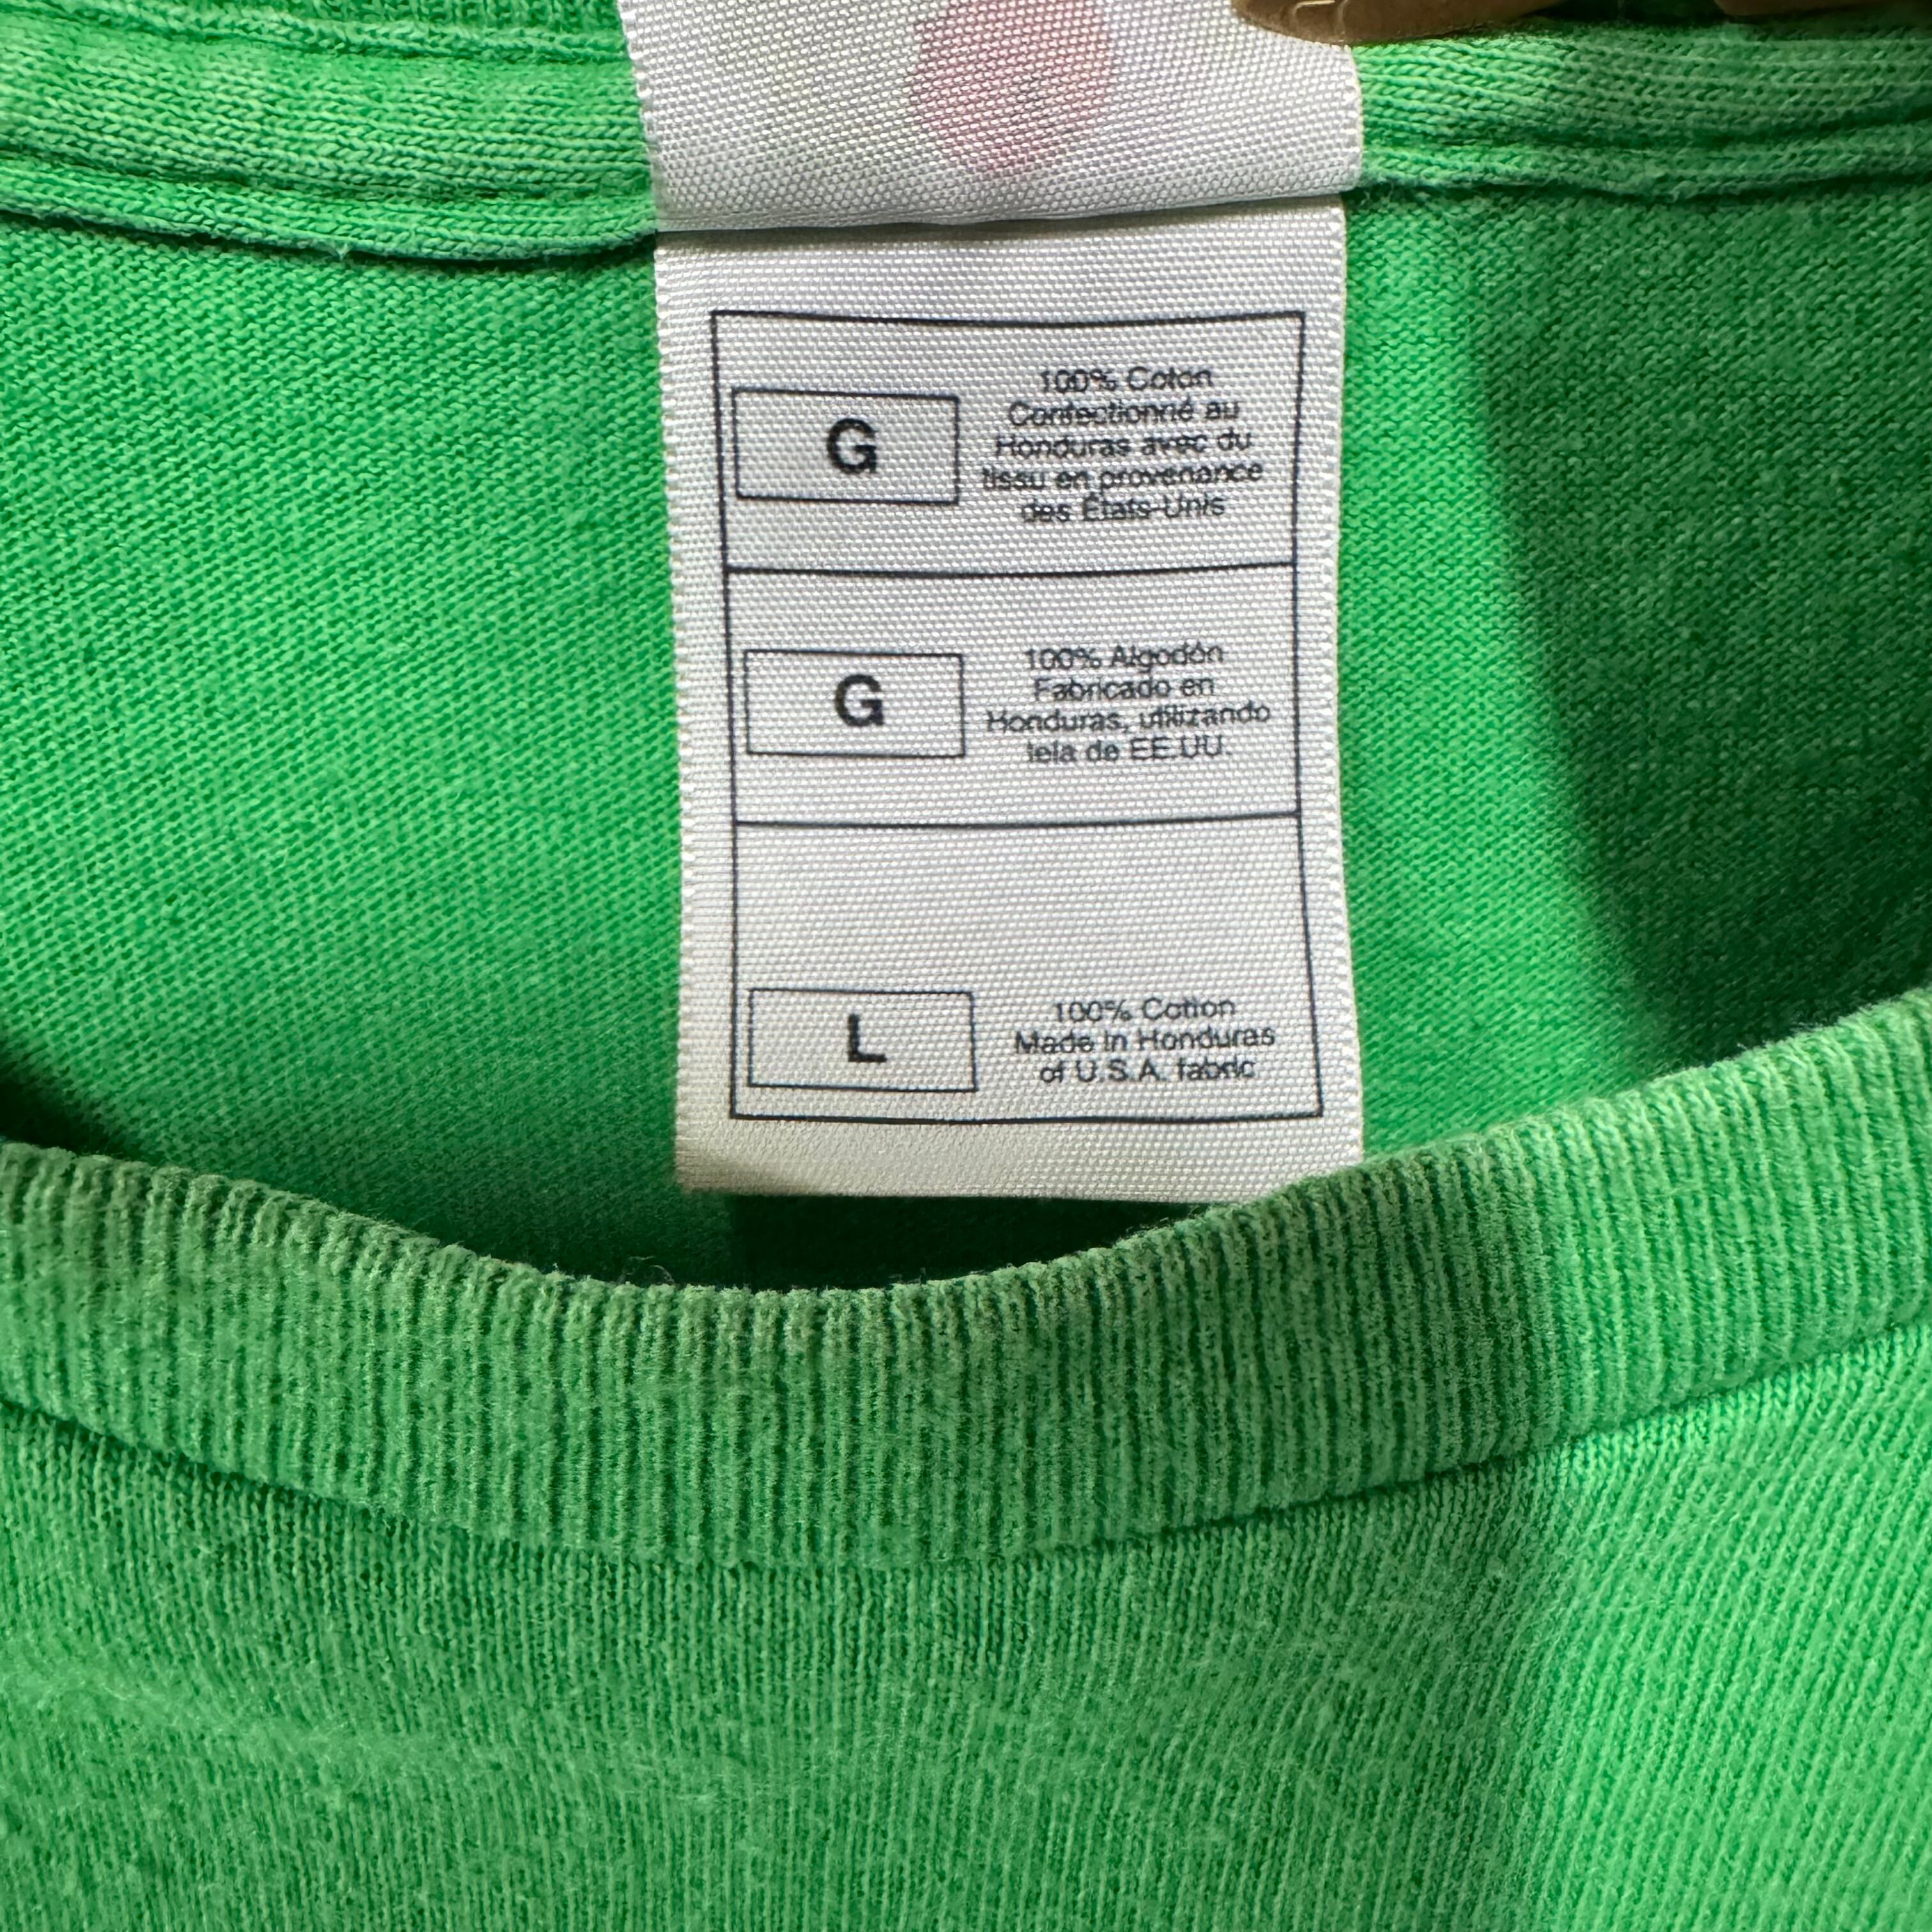 G
100% Coton
Confectionné au
Honduras avec du
tissu en provenance
des États-Unis
G
100% Algodón
Fabricado en
Honduras, utilizando
tela de EE.UU.
L
100% Cotton
Made in Honduras
of U.S.A. fabric